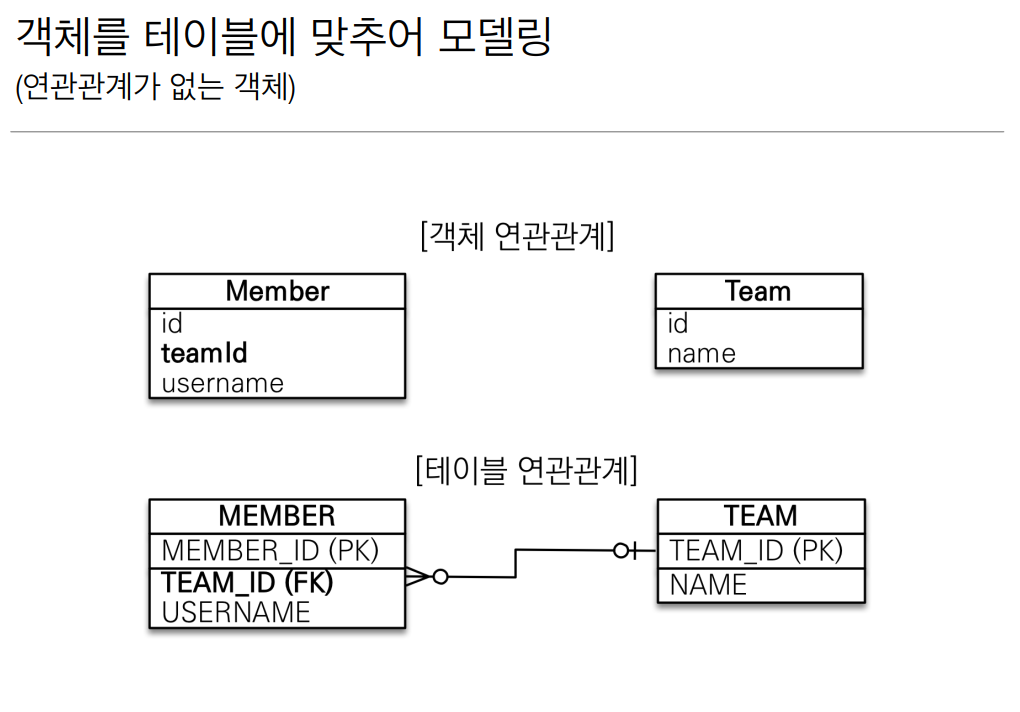 객체를 테이블에 맞추어 모델링
(연관관계가 없는 객체)
[객체 연관관계]
Member
id
teamId
username
Team
id
name
[테이블 연관관계]
MEMBER
MEMBER_ID (PK)
TEAM_ID (FK)
USERNAME
TEAM
TEAM_ID (PK)
NAME